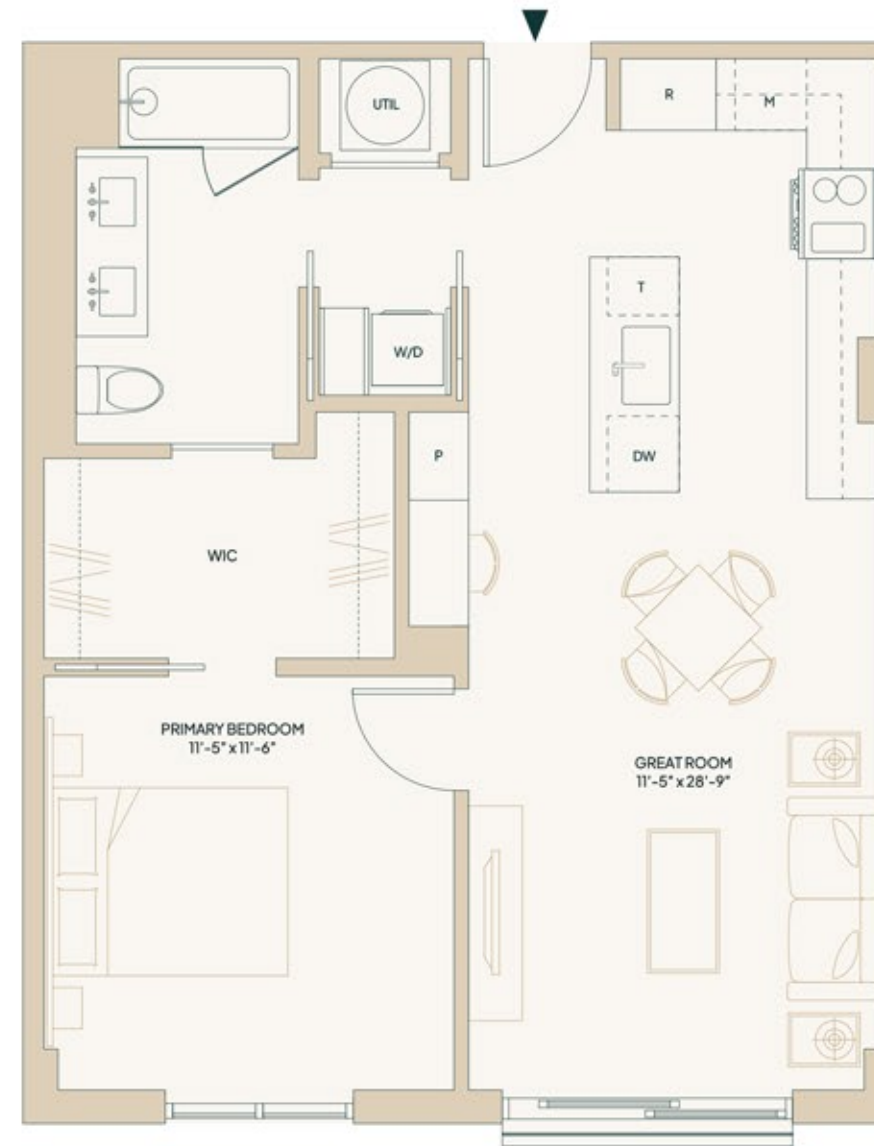 UTIL
R
M
T
W/D
P
DW
WIC
PRIMARY BEDROOM
11'-5" x 11'-6"
GREAT ROOM
11'-5" x 28'-9"